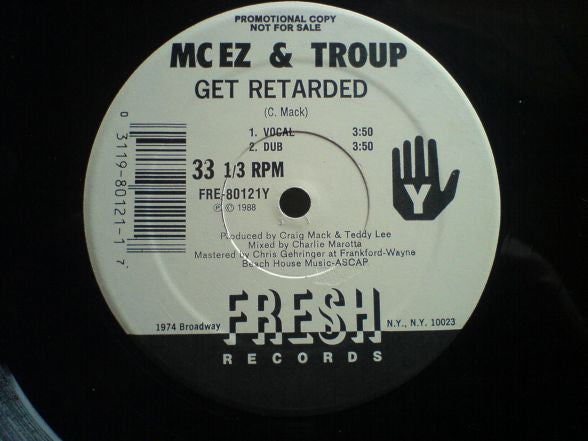 PROMOTIONAL COPY
NOT FOR SALE
MC EZ & TROUP
GET RETARDED
(C. Mack)
1. VOCAL 3:50
2. DUB 3:50
33 1/3 RPM
FRE-80121Y
℗ © 1988
0 3119-80121-1 7
Y
Produced by Craig Mack & Teddy Lee
Mixed by Charlie Marotta
Mastered by Chris Gehringer at Frankford-Wayne
Beach House Music-ASCAP
1974 Broadway FRESH N.Y., N.Y. 10023
RECORDS